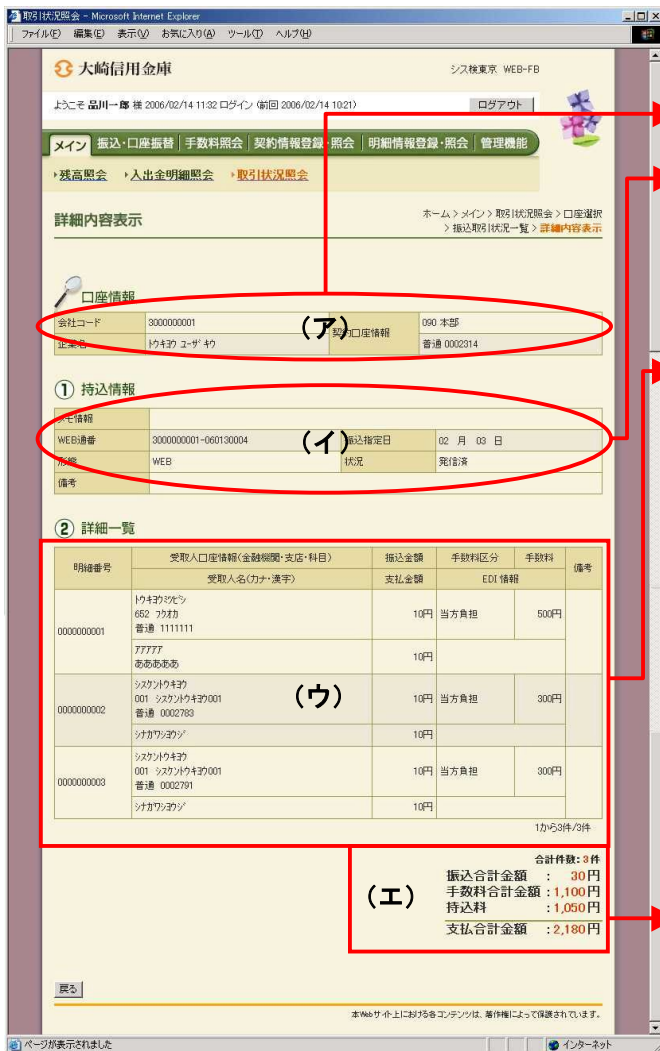 取引状況照会 - Microsoft Internet Explorer
ファイル(F) 編集(E) 表示(V) お気に入り(A) ツール(T) ヘルプ(H)
大崎信用金庫
シス検東京 WEB-FB
ようこそ 品川一郎 様 2006/02/14 11:32 ログイン (前回 2006/02/14 10:21)
ログアウト
メイン 振込・口座振替 手数料照会 契約情報登録・照会 明細情報登録・照会 管理機能
残高照会 入出金明細照会 取引状況照会
詳細内容表示
ホーム > メイン > 取引状況照会 > 口座選択
> 振込取引状況一覧 > 詳細内容表示
口座情報
会社コード 3000000001 (ア) 契約口座情報 090 本部
企業名 トウキヨウ ユーザ キウ 普通 0002314
① 持込情報
メモ情報
WEB通番 3000000001-060130004 (イ) 振込指定日 02 月 03 日
形態 WEB 状況 発信済
備考
② 詳細一覧
明細番号 受取人口座情報(金融機関・支店・科目) 振込金額 手数料区分 手数料 備考
受取人名(カナ・漢字) 支払金額 EDI 情報
0000000001
トウキヨウミツビシ
652 フクオカ
普通 1111111
10円 当方負担 500円
アアアアア
あああああ
10円
(ウ)
0000000002
シスケントウキヨウ
001 シスケントウキヨウ001
普通 0002783
10円 当方負担 300円
シナガワシヨウジ 10円
0000000003
シスケントウキヨウ
001 シスケントウキヨウ001
普通 0002791
10円 当方負担 300円
シナガワシヨウジ 10円
1から3件/3件
(エ)
合計件数: 3件
振込合計金額 : 30円
手数料合計金額 : 1,100円
持込料 : 1,050円
支払合計金額 : 2,180円
戻る
本Webサイト上における各コンテンツは、著作権によって保護されています。
ページが表示されました
インターネット